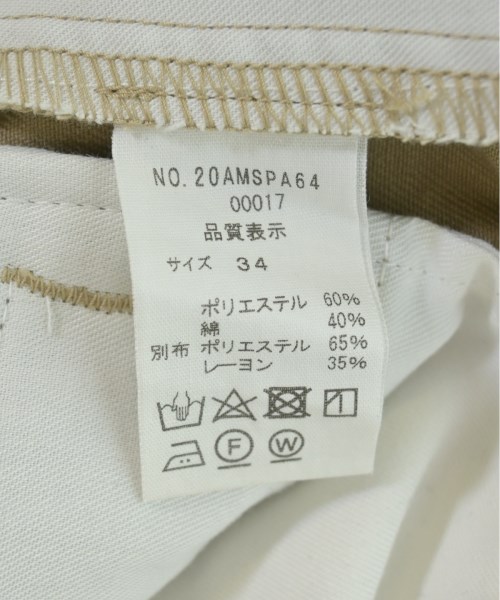 NO. 20AMSPA64
00017
品質表示
サイズ 34
ポリエステル 60%
綿 40%
別布 ポリエステル 65%
レーヨン 35%
F W